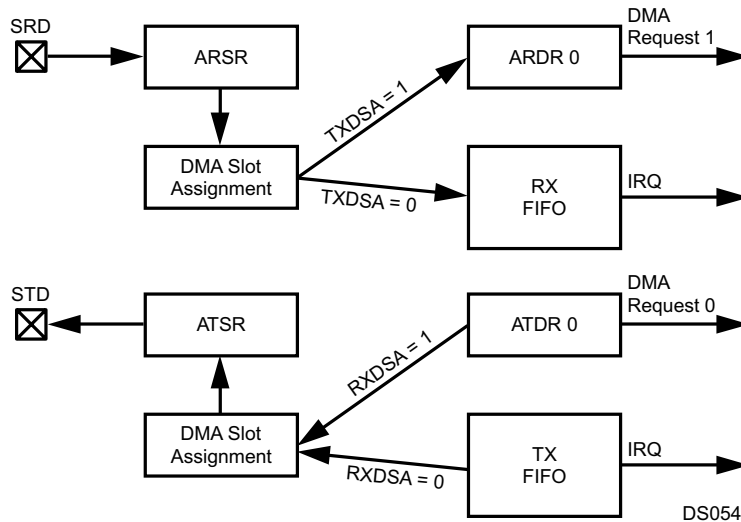 SRD
ARSR
DMA Slot
Assignment
TXDSA = 1
TXDSA = 0
ARDR 0
DMA
Request 1
RX
FIFO
IRQ
STD
ATSR
DMA Slot
Assignment
RXDSA = 1
RXDSA = 0
ATDR 0
DMA
Request 0
TX
FIFO
IRQ
DS054